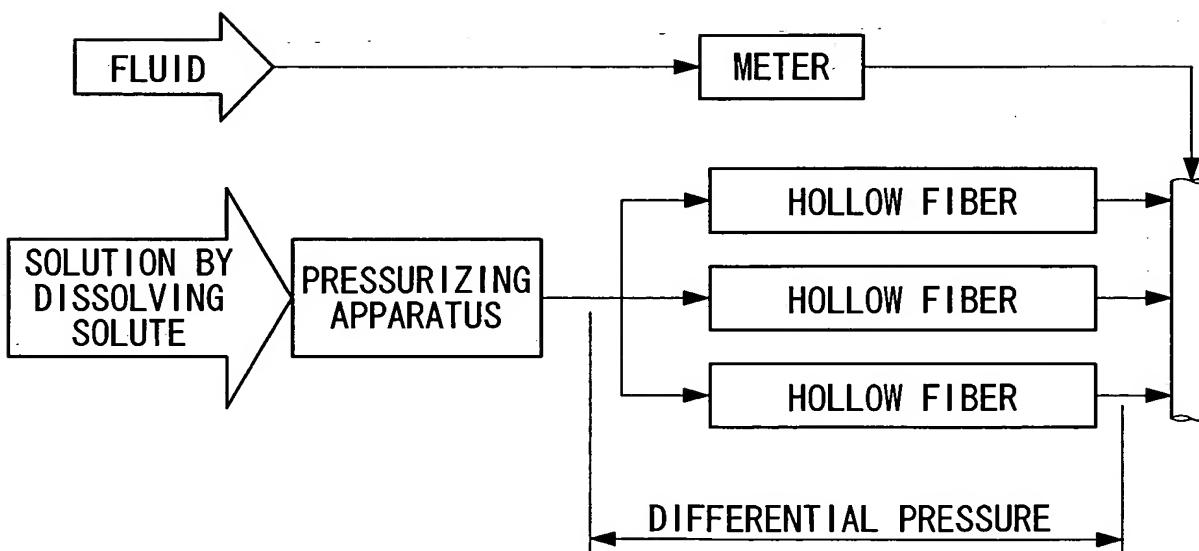 FLUID
METER
HOLLOW FIBER
SOLUTION BY
DISSOLVING
SOLUTE
PRESSURIZING
APPARATUS
HOLLOW FIBER
HOLLOW FIBER
DIFFERENTIAL PRESSURE